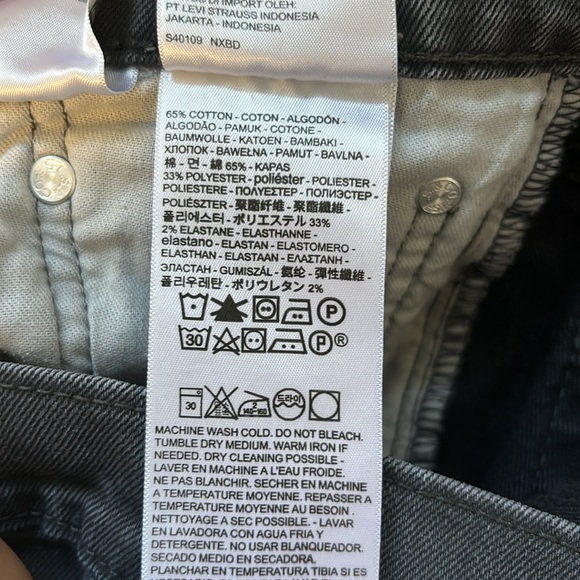 DI IMPORT OLEH:
PT LEVI STRAUSS INDONESIA
JAKARTA - INDONESIA
S40109 NXBD
65% COTTON - COTON - ALGODÓN -
ALGODÃO - PAMUK - COTONE -
BAUMWOLLE - KATOEN - BAMBAKI -
ХЛОПОК - BAWEŁNA - PAMUT - BAVLNA -
棉 - 면 - 綿 65% - KAPAS
33% POLYESTER - poliéster - POLIESTER -
POLIESTERE - ΠΟΛΥΕΣΤΕΡ - ПОЛИЭСТЕР -
POLIÉSZTER - 聚酯纤维 - 聚酯纖維 -
폴리에스터 - ポリエステル 33%
2% ELASTANE - ELASTHANNE -
elastano - ELASTAN - ELASTOMERO -
ELASTHAN - ELASTAAN - ΕΛΑΣΤΑΝΗ -
ЭЛАСТАН - GUMISZÁL - 氨纶 - 彈性纖維 -
폴리우레탄 - ポリウレタン 2%
P
30 P ®
30 2 140-160 드라이
MACHINE WASH COLD. DO NOT BLEACH.
TUMBLE DRY MEDIUM. WARM IRON IF
NEEDED. DRY CLEANING POSSIBLE -
LAVER EN MACHINE A L'EAU FROIDE.
NE PAS BLANCHIR. SECHER EN MACHINE
A TEMPERATURE MOYENNE. REPASSER A
TEMPERATURE MOYENNE AU BESOIN .
NETTOYAGE A SEC POSSIBLE - LAVAR
EN LAVADORA CON AGUA FRIA Y
DETERGENTE. NO USAR BLANQUEADOR.
SECADO MEDIO EN SECADORA.
PLANCHAR EN TEMPERATURA TIBIA SI ES